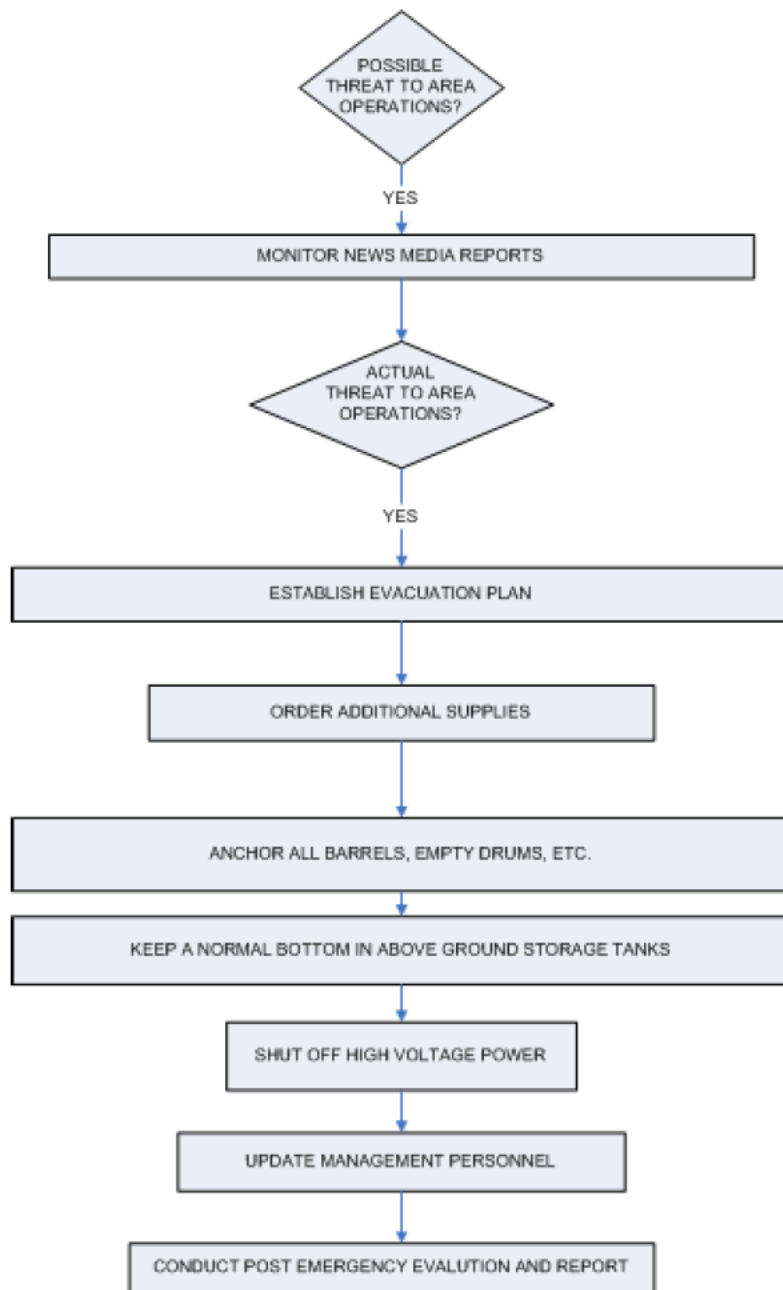 POSSIBLE
THREAT TO AREA
OPERATIONS?
YES
MONITOR NEWS MEDIA REPORTS
ACTUAL
THREAT TO AREA
OPERATIONS?
YES
ESTABLISH EVACUATION PLAN
ORDER ADDITIONAL SUPPLIES
ANCHOR ALL BARRELS, EMPTY DRUMS, ETC.
KEEP A NORMAL BOTTOM IN ABOVE GROUND STORAGE TANKS
SHUT OFF HIGH VOLTAGE POWER
UPDATE MANAGEMENT PERSONNEL
CONDUCT POST EMERGENCY EVALUTION AND REPORT